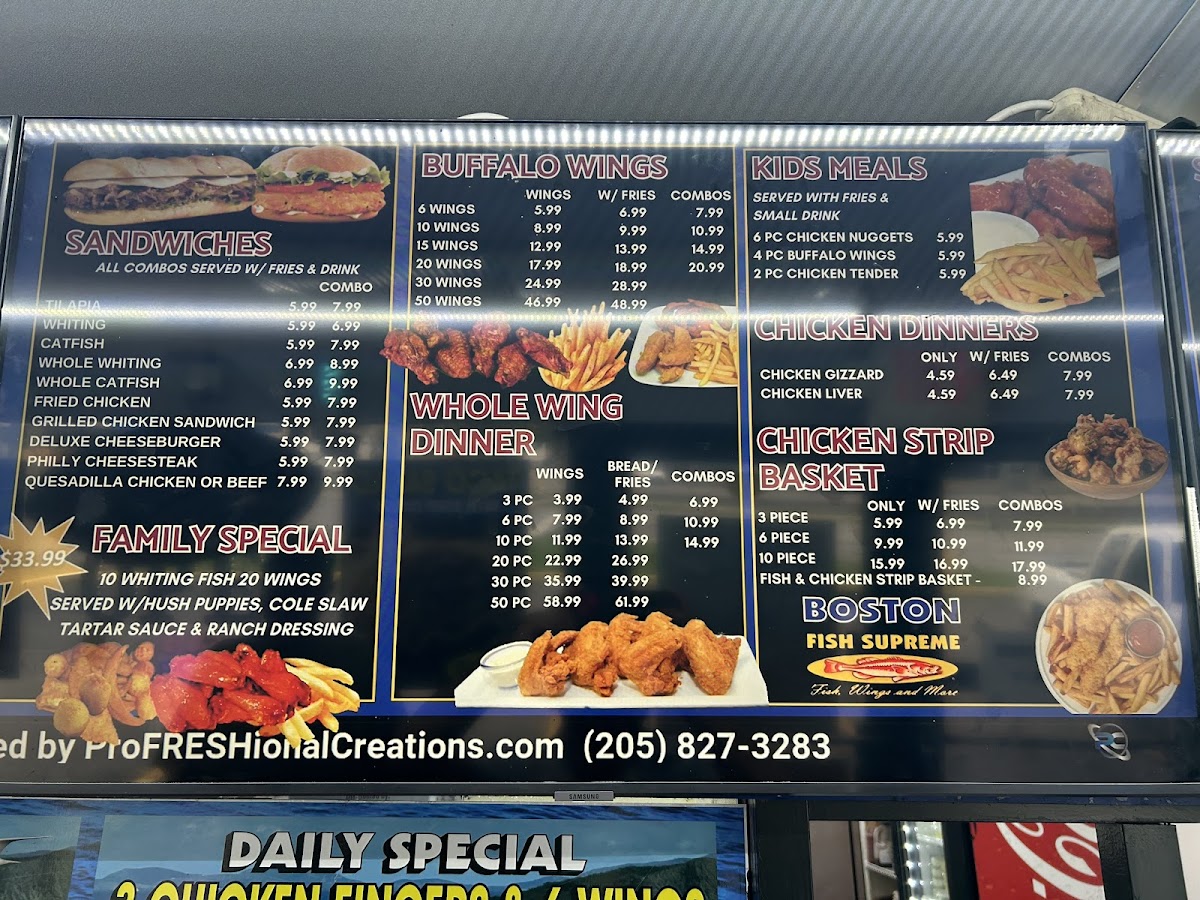 SANDWICHES
ALL COMBOS SERVED W/ FRIES & DRINK
COMBO
TILAPIA 5.99 7.99
WHITING 5.99 6.99
CATFISH 5.99 7.99
WHOLE WHITING 6.99 8.99
WHOLE CATFISH 6.99 9.99
FRIED CHICKEN 5.99 7.99
GRILLED CHICKEN SANDWICH 5.99 7.99
DELUXE CHEESEBURGER 5.99 7.99
PHILLY CHEESESTEAK 5.99 7.99
QUESADILLA CHICKEN OR BEEF 7.99 9.99
$33.99
FAMILY SPECIAL
10 WHITING FISH 20 WINGS
SERVED W/HUSH PUPPIES, COLE SLAW
TARTAR SAUCE & RANCH DRESSING
BUFFALO WINGS
WINGS W/ FRIES COMBOS
6 WINGS 5.99 6.99 7.99
10 WINGS 8.99 9.99 10.99
15 WINGS 12.99 13.99 14.99
20 WINGS 17.99 18.99 20.99
30 WINGS 24.99 28.99
50 WINGS 46.99 48.99
WHOLE WING
DINNER
WINGS BREAD/ FRIES COMBOS
3 PC 3.99 4.99 6.99
6 PC 7.99 8.99 10.99
10 PC 11.99 13.99 14.99
20 PC 22.99 26.99
30 PC 35.99 39.99
50 PC 58.99 61.99
KIDS MEALS
SERVED WITH FRIES &
SMALL DRINK
6 PC CHICKEN NUGGETS 5.99
4 PC BUFFALO WINGS 5.99
2 PC CHICKEN TENDER 5.99
CHICKEN DINNERS
ONLY W/ FRIES COMBOS
CHICKEN GIZZARD 4.59 6.49 7.99
CHICKEN LIVER 4.59 6.49 7.99
CHICKEN STRIP
BASKET
ONLY W/ FRIES COMBOS
3 PIECE 5.99 6.99 7.99
6 PIECE 9.99 10.99 11.99
10 PIECE 15.99 16.99 17.99
FISH & CHICKEN STRIP BASKET - 8.99
BOSTON
FISH SUPREME
Fish, Wings and More
ed by ProFRESHionalCreations.com (205) 827-3283
SAMSUNG
DAILY SPECIAL
3 CHICKEN FINGERS & 6 WINGS